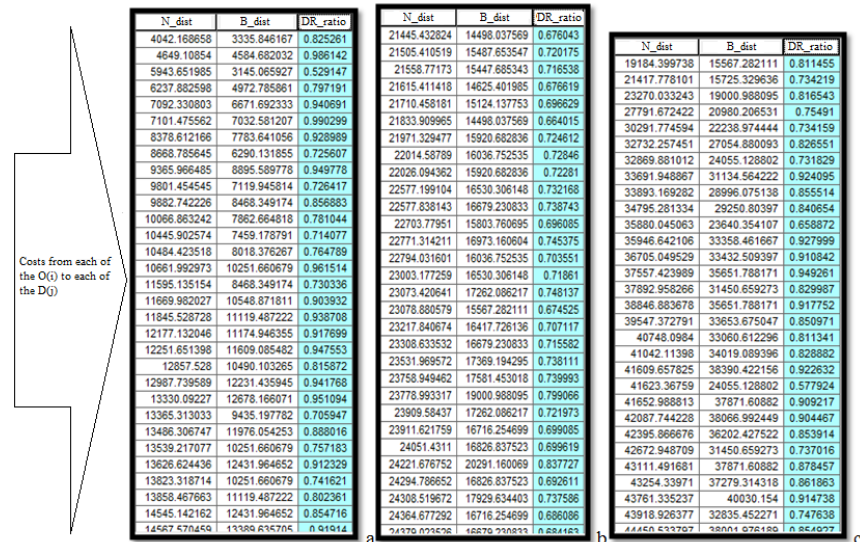 Costs from each of
the O(i) to each of
the D(j)
N_dist B_dist DR_ratio
4042.168658 3335.846167 0.825261
4649.10854 4584.682032 0.986142
5943.651985 3145.065927 0.529147
6237.882598 4972.785861 0.797191
7092.330803 6671.692333 0.940691
7101.475562 7032.581207 0.990299
8378.612166 7783.641056 0.928989
8668.785645 6290.131855 0.725607
9365.966485 8895.589778 0.949778
9801.454545 7119.945814 0.726417
9882.742226 8468.349174 0.856883
10066.863242 7862.664818 0.781044
10445.902574 7459.178791 0.714077
10484.423518 8018.376267 0.764789
10661.992973 10251.660679 0.961514
11595.135154 8468.349174 0.730336
11669.982027 10548.871811 0.903932
11845.528728 11119.487222 0.938708
12177.132046 11174.946355 0.917699
12251.651398 11609.085482 0.947553
12857.528 10490.103265 0.815872
12987.739589 12231.435945 0.941768
13330.09227 12678.166071 0.951094
13365.313033 9435.197782 0.705947
13486.306747 11976.054253 0.888016
13539.217077 10251.660679 0.757183
13626.624436 12431.964652 0.912329
13823.318714 10251.660679 0.741621
13858.467663 11119.487222 0.802361
14545.142162 12431.964652 0.854716
14567.570459 13389.635705 0.91914
a
N_dist B_dist DR_ratio
21445.432824 14498.037569 0.676043
21505.410519 15487.653547 0.720175
21558.77173 15447.685343 0.716538
21615.411418 14625.401985 0.676619
21710.458181 15124.137753 0.696629
21833.909965 14498.037569 0.664015
21971.329477 15920.682836 0.724612
22014.58789 16036.752535 0.72846
22026.094362 15920.682836 0.72281
22577.199104 16530.306148 0.732168
22577.838143 16679.230833 0.738743
22703.77951 15803.760695 0.696085
22771.314211 16973.160604 0.745375
22794.031601 16036.752535 0.703551
23003.177259 16530.306148 0.71861
23073.420641 17262.086217 0.748137
23078.880579 15567.282111 0.674525
23217.840674 16417.726136 0.707117
23308.633532 16679.230833 0.715582
23531.969572 17369.194295 0.738111
23758.949462 17581.453018 0.739993
23778.993317 19000.988095 0.799066
23909.58437 17262.086217 0.721973
23911.621759 16716.254699 0.699085
24051.4311 16826.837523 0.699619
24221.676752 20291.160069 0.837727
24294.786652 16826.837523 0.692611
24308.519672 17929.634403 0.737586
24364.677292 16716.254699 0.686086
24379.023526 16679.230833 0.684163
b
N_dist B_dist DR_ratio
19184.399739 15567.282111 0.811455
21417.778101 15725.329636 0.734219
23270.033243 19000.988095 0.816543
27791.672422 20980.206531 0.75491
30291.774594 22238.974444 0.734159
32732.257451 27054.880093 0.826551
32869.881012 24055.128802 0.731829
33691.948867 31134.564222 0.924095
33893.169282 28996.075138 0.855514
34795.281334 29250.80397 0.840654
35880.045063 23640.354107 0.658872
35946.642106 33358.461667 0.927999
36705.049529 33432.509397 0.910842
37557.423989 35651.788171 0.949261
37892.958266 31450.659273 0.829987
38846.883678 35651.788171 0.917752
39547.372791 33653.675047 0.850971
40748.0984 33060.612296 0.811341
41042.11398 34019.089396 0.828882
41609.657825 38390.422156 0.922632
41623.36759 24055.128802 0.577924
41652.988813 37871.60882 0.909217
42087.744228 38066.992449 0.904467
42395.866676 36202.427522 0.853914
42672.948709 31450.659273 0.737016
43111.491681 37871.60882 0.878457
43254.33971 37279.314318 0.861863
43761.335237 40030.154 0.914738
43918.926377 32835.452271 0.747638
44450.533797 38001.976189 0.854927
c